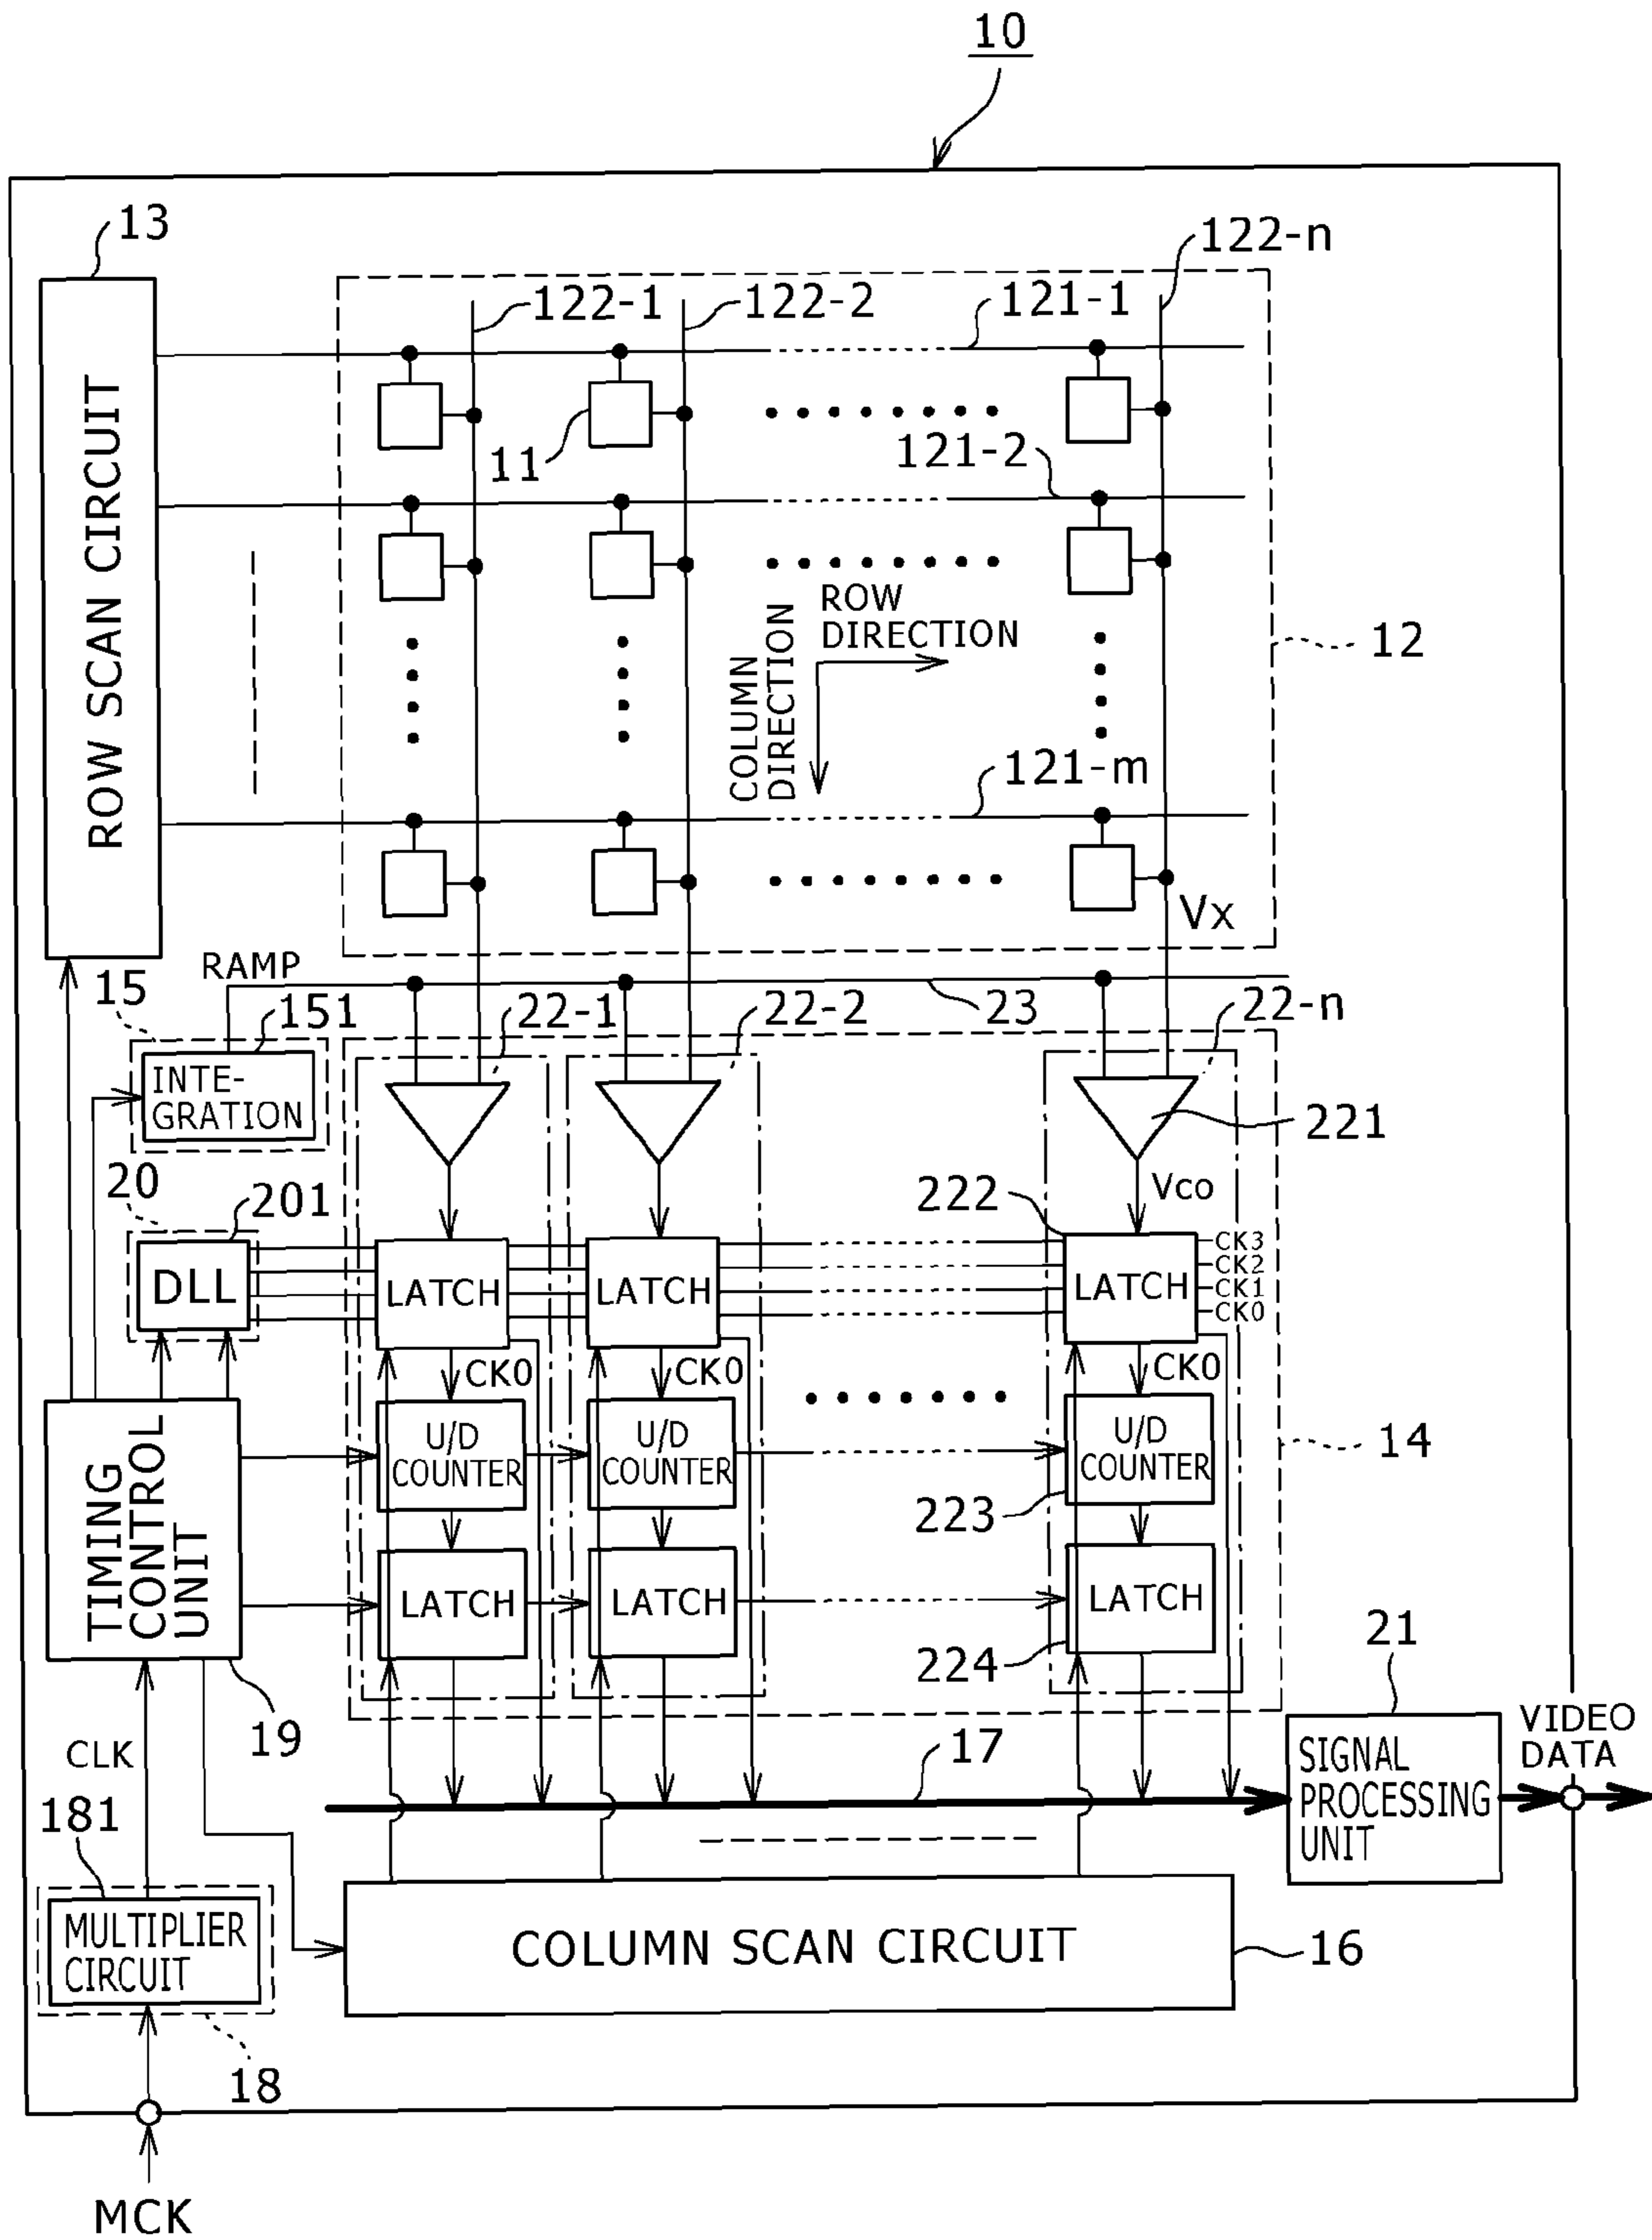 10
13
122-n
122-1
122-2
121-1
ROW SCAN CIRCUIT
11
121-2
ROW
DIRECTION
COLUMN
DIRECTION
12
121-m
Vx
RAMP
15
151
22-1
23
22-2
22-n
INTE-
GRATION
221
20
201
222
Vco
DLL
LATCH
LATCH
LATCH
CK3
CK2
CK1
CK0
CK0
CK0
CK0
TIMING
CONTROL
UNIT
U/D
COUNTER
U/D
COUNTER
U/D
COUNTER
14
223
LATCH
LATCH
LATCH
224
21
19
CLK
17
SIGNAL
PROCESSING
UNIT
VIDEO
DATA
181
MULTIPLIER
CIRCUIT
COLUMN SCAN CIRCUIT
16
18
MCK